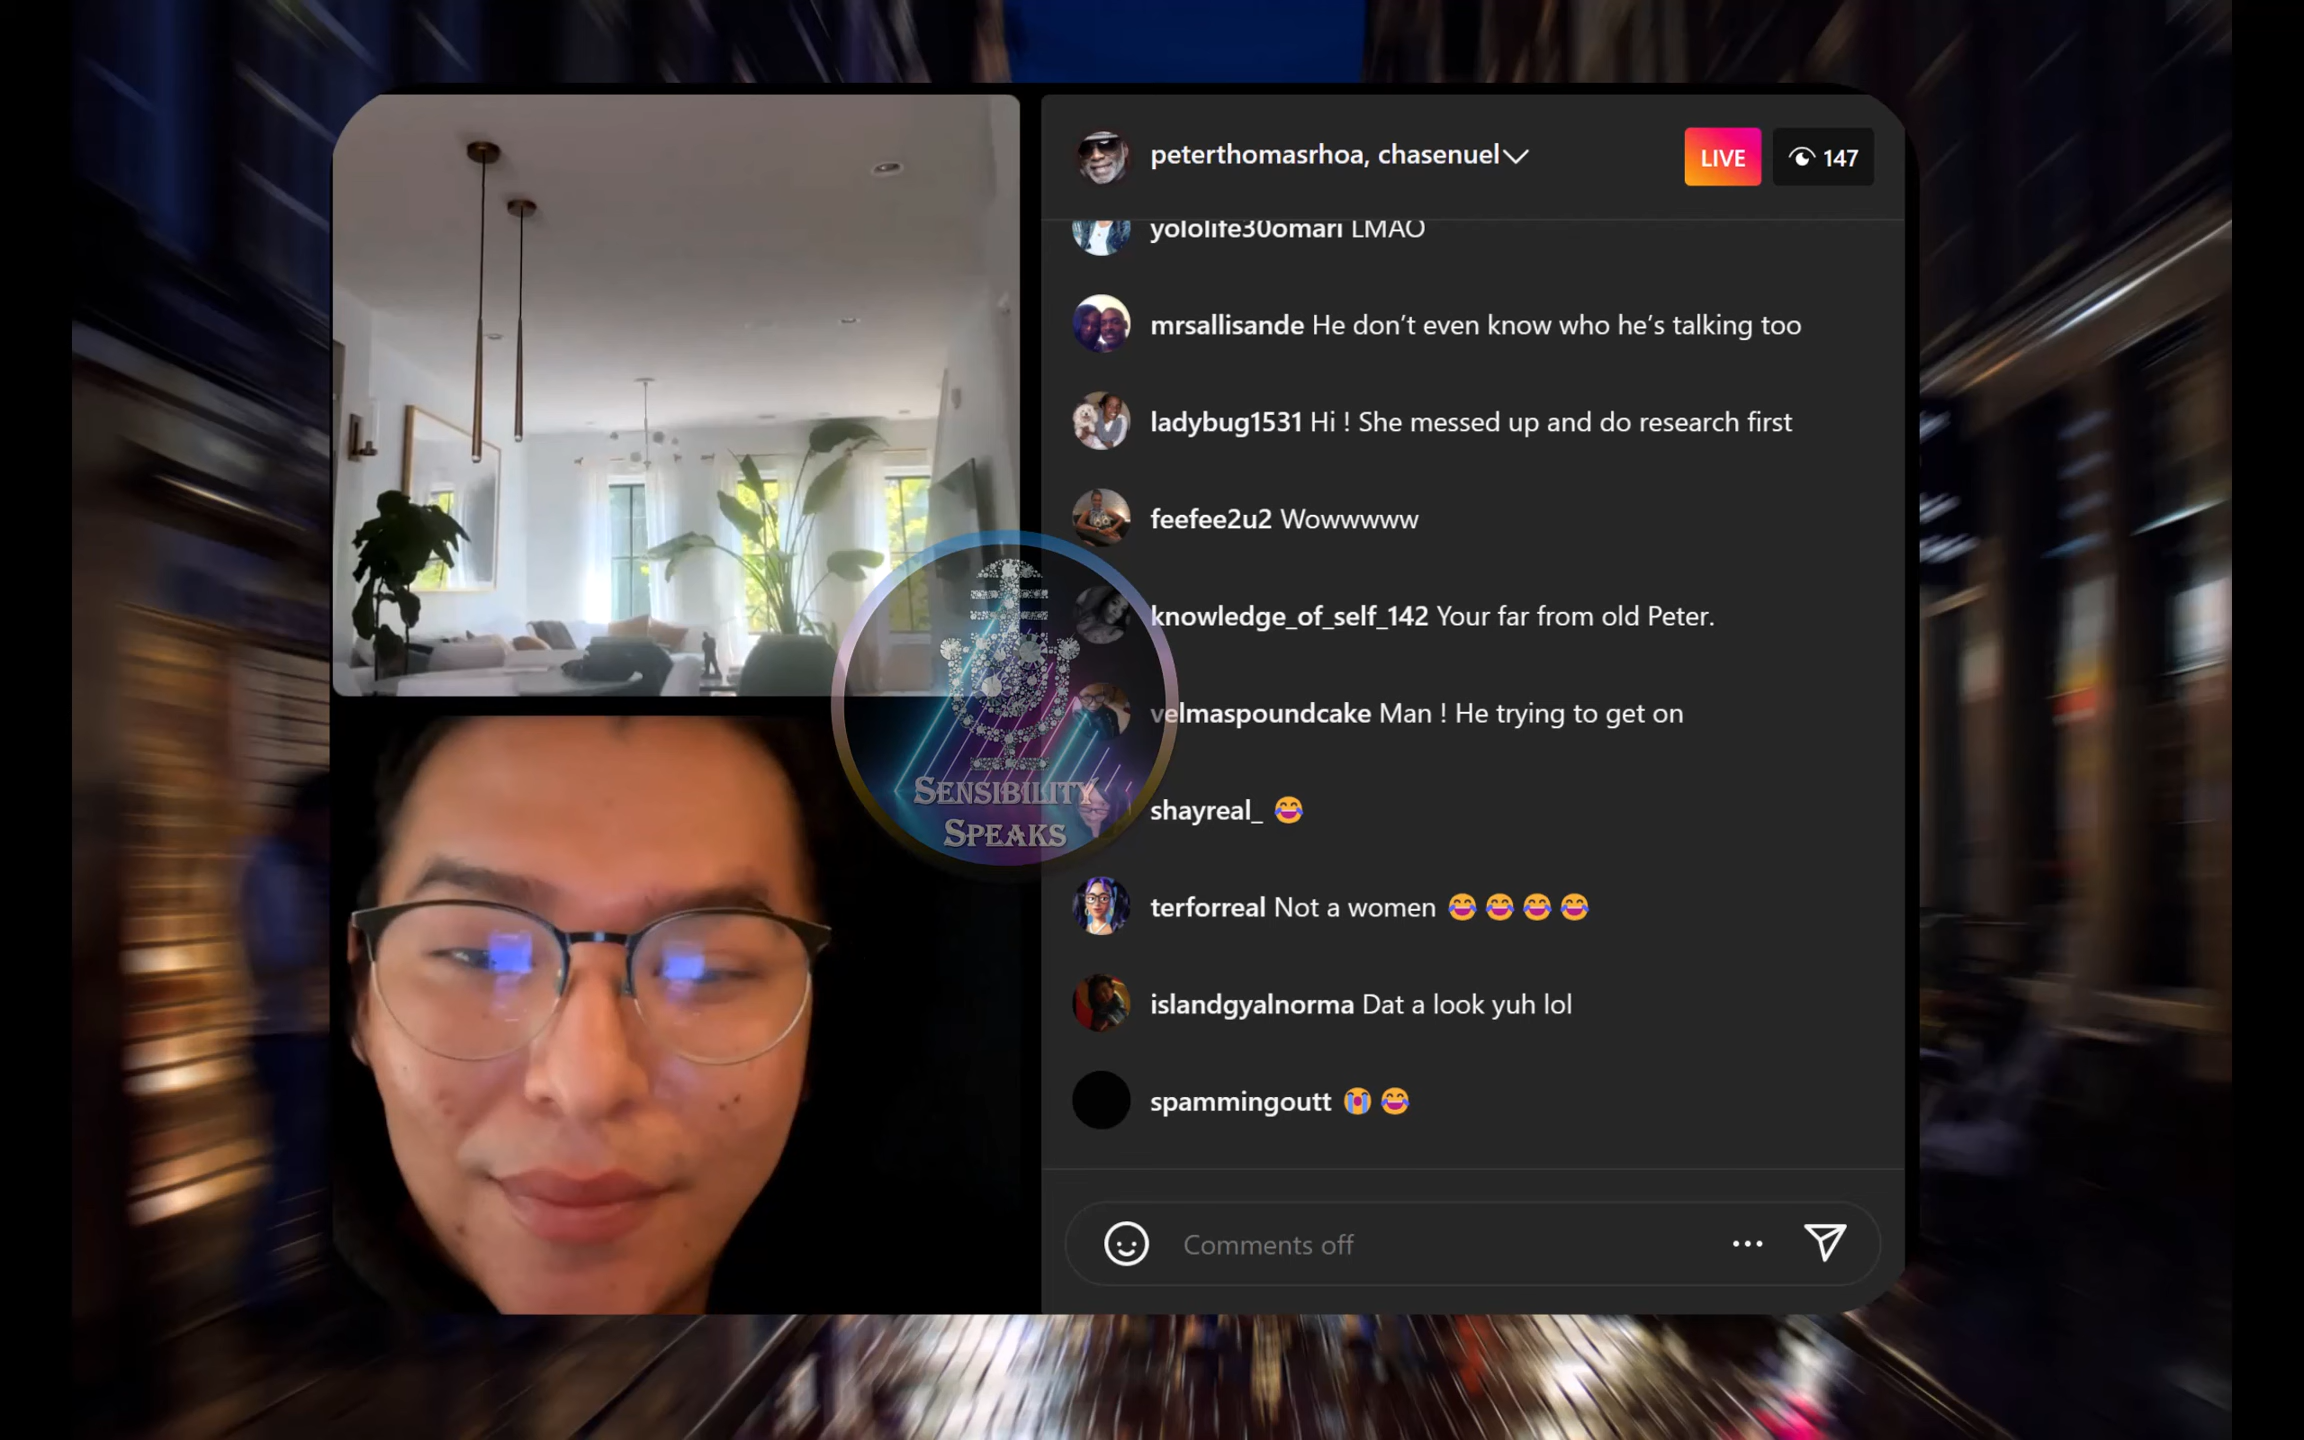 peterthomasrhoa, chasenuel
LIVE
147
yololife30omari LMAO
mrsallisande He don’t even know who he’s talking too
ladybug1531 Hi ! She messed up and do research first
feefee2u2 Wowwwww
knowledge_of_self_142 Your far from old Peter.
velmaspoundcake Man ! He trying to get on
shayreal_ 😂
terforreal Not a women 😂😂😂😂
islandgyalnorma Dat a look yuh lol
spammingoutt 😭😂
Comments off
SENSIBILITY
SPEAKS